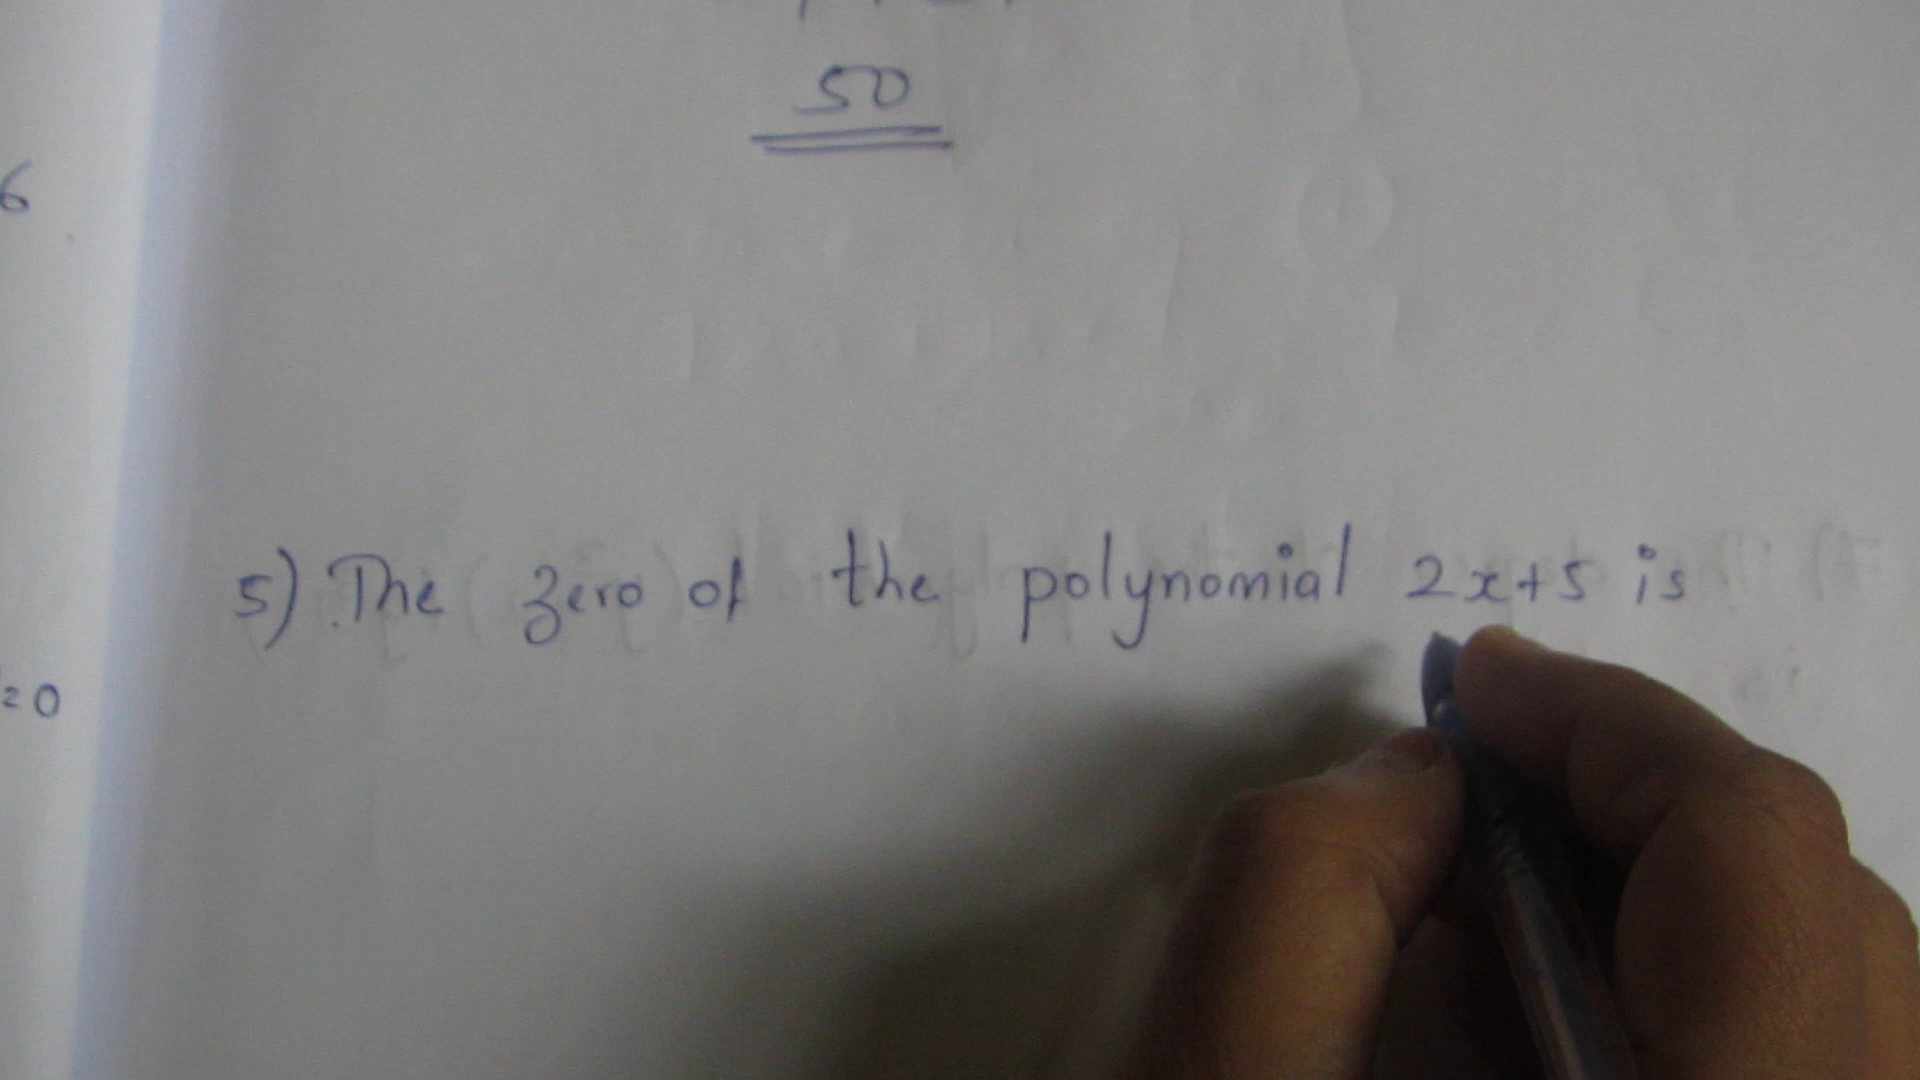 50
6
5) The zero of the polynomial 2x+5 is
=0